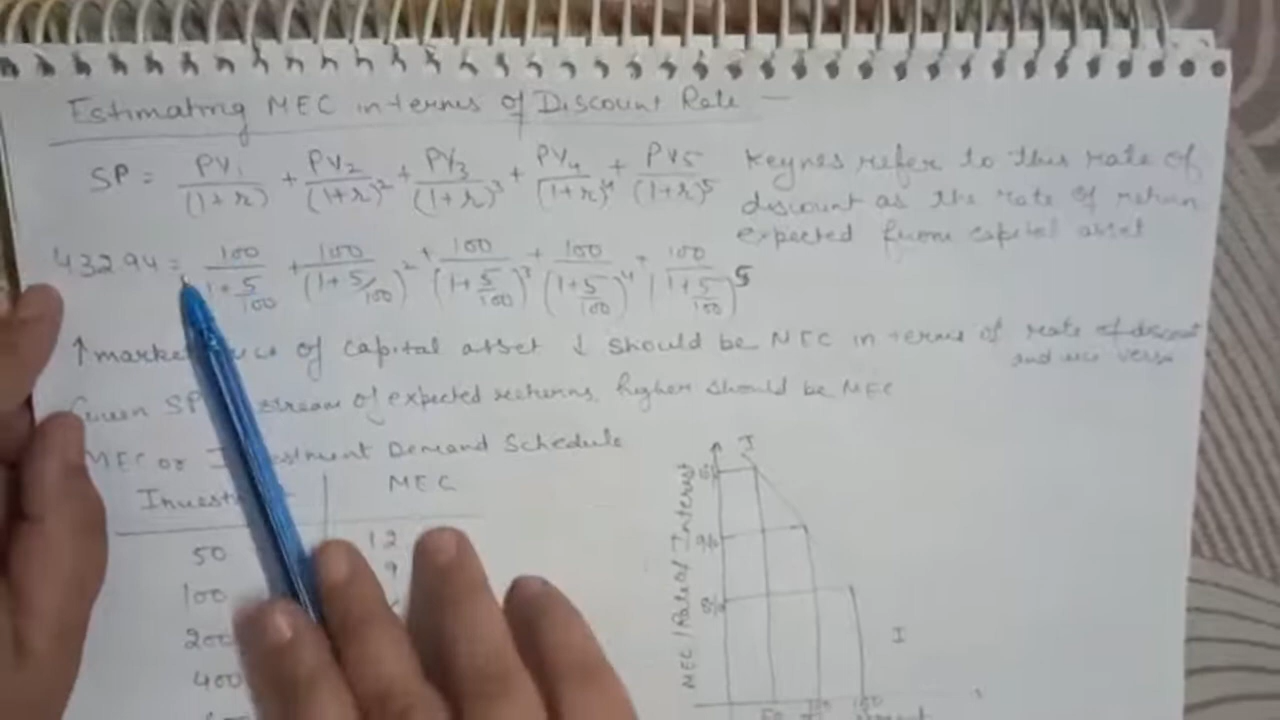 Estimating MEC in terms of Discount Rate —
SP = PV1/(1+r) + PV2/(1+r)^2 + PV3/(1+r)^3 + PV4/(1+r)^4 + PV5/(1+r)^5
Keynes refer to this rate of
discount as the rate of return
expected from capital asset
432.94 = 100/(1+5/100) + 100/(1+5/100)^2 + 100/(1+5/100)^3 + 100/(1+5/100)^4 + 100/(1+5/100)^5
↑ market of capital asset ↓ should be MEC in terms of rate of discount
and vice versa
Given SP stream of expected returns, higher should be MEC
MEC or Demand Schedule
MEC
50 12
100 9
200
400
MEC / Rate of Interest
I
9%
I